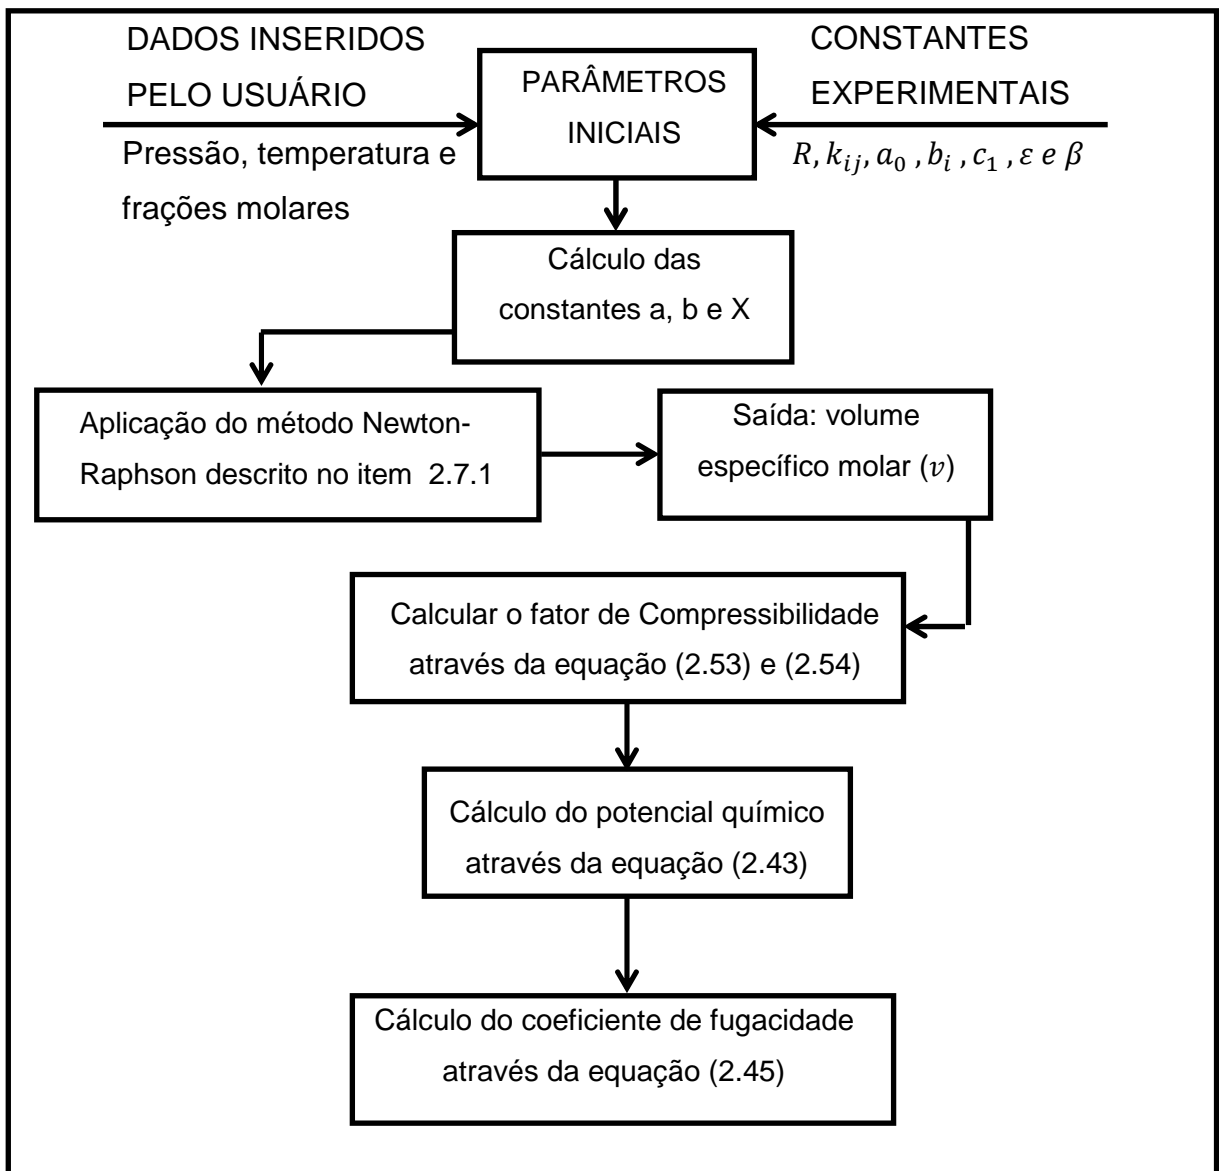 DADOS INSERIDOS
PELO USUÁRIO
Pressão, temperatura e
frações molares
PARÂMETROS
INICIAIS
CONSTANTES
EXPERIMENTAIS
R, k_{ij}, a_0 , b_i , c_1 , ε e β
Cálculo das
constantes a, b e X
Aplicação do método Newton-
Raphson descrito no item 2.7.1
Saída: volume
específico molar (v)
Calcular o fator de Compressibilidade
através da equação (2.53) e (2.54)
Cálculo do potencial químico
através da equação (2.43)
Cálculo do coeficiente de fugacidade
através da equação (2.45)